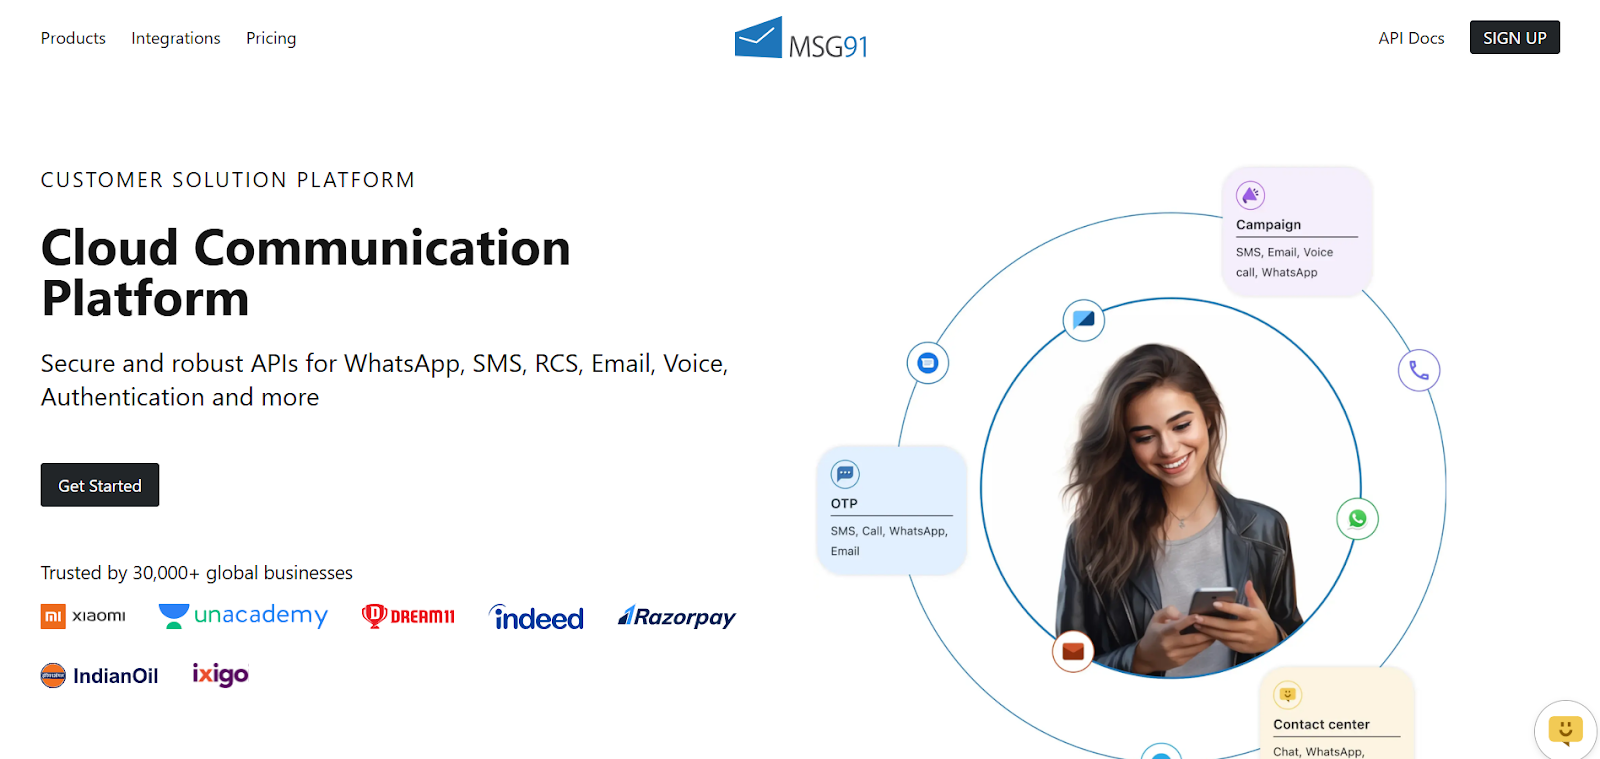 Products Integrations Pricing
MSG91
API Docs
SIGN UP
CUSTOMER SOLUTION PLATFORM
Cloud Communication
Platform
Secure and robust APIs for WhatsApp, SMS, RCS, Email, Voice,
Authentication and more
Get Started
Trusted by 30,000+ global businesses
mi xiaomi
unacademy
D DREAM11
indeed
Razorpay
IndianOil
ixigo
Campaign
SMS, Email, Voice
call, WhatsApp
OTP
SMS, Call, WhatsApp,
Email
Contact center
Chat, WhatsApp,